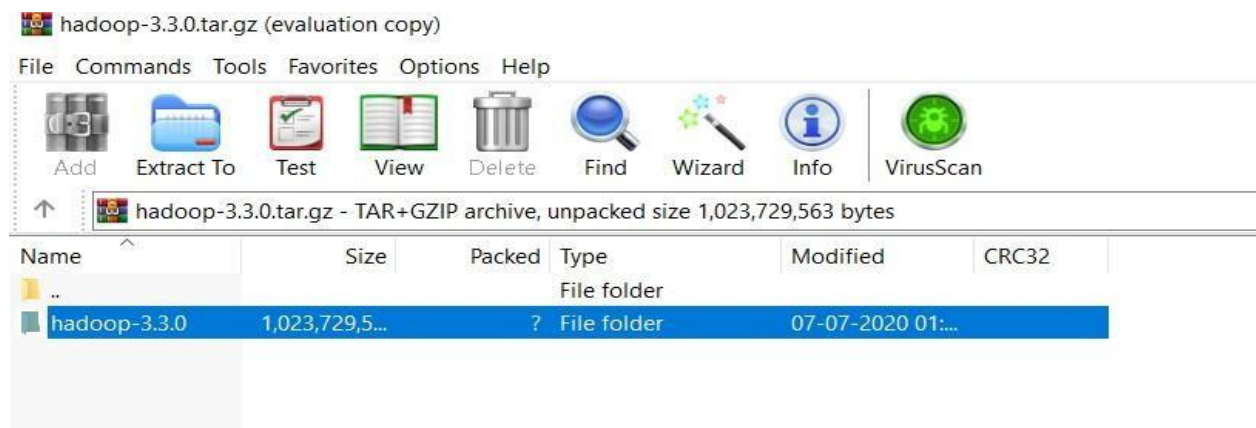 hadoop-3.3.0.tar.gz (evaluation copy)
File Commands Tools Favorites Options Help
Add Extract To Test View Delete Find Wizard Info VirusScan
hadoop-3.3.0.tar.gz - TAR+GZIP archive, unpacked size 1,023,729,563 bytes
Name Size Packed Type Modified CRC32
.. File folder
hadoop-3.3.0 1,023,729,5... ? File folder 07-07-2020 01:...